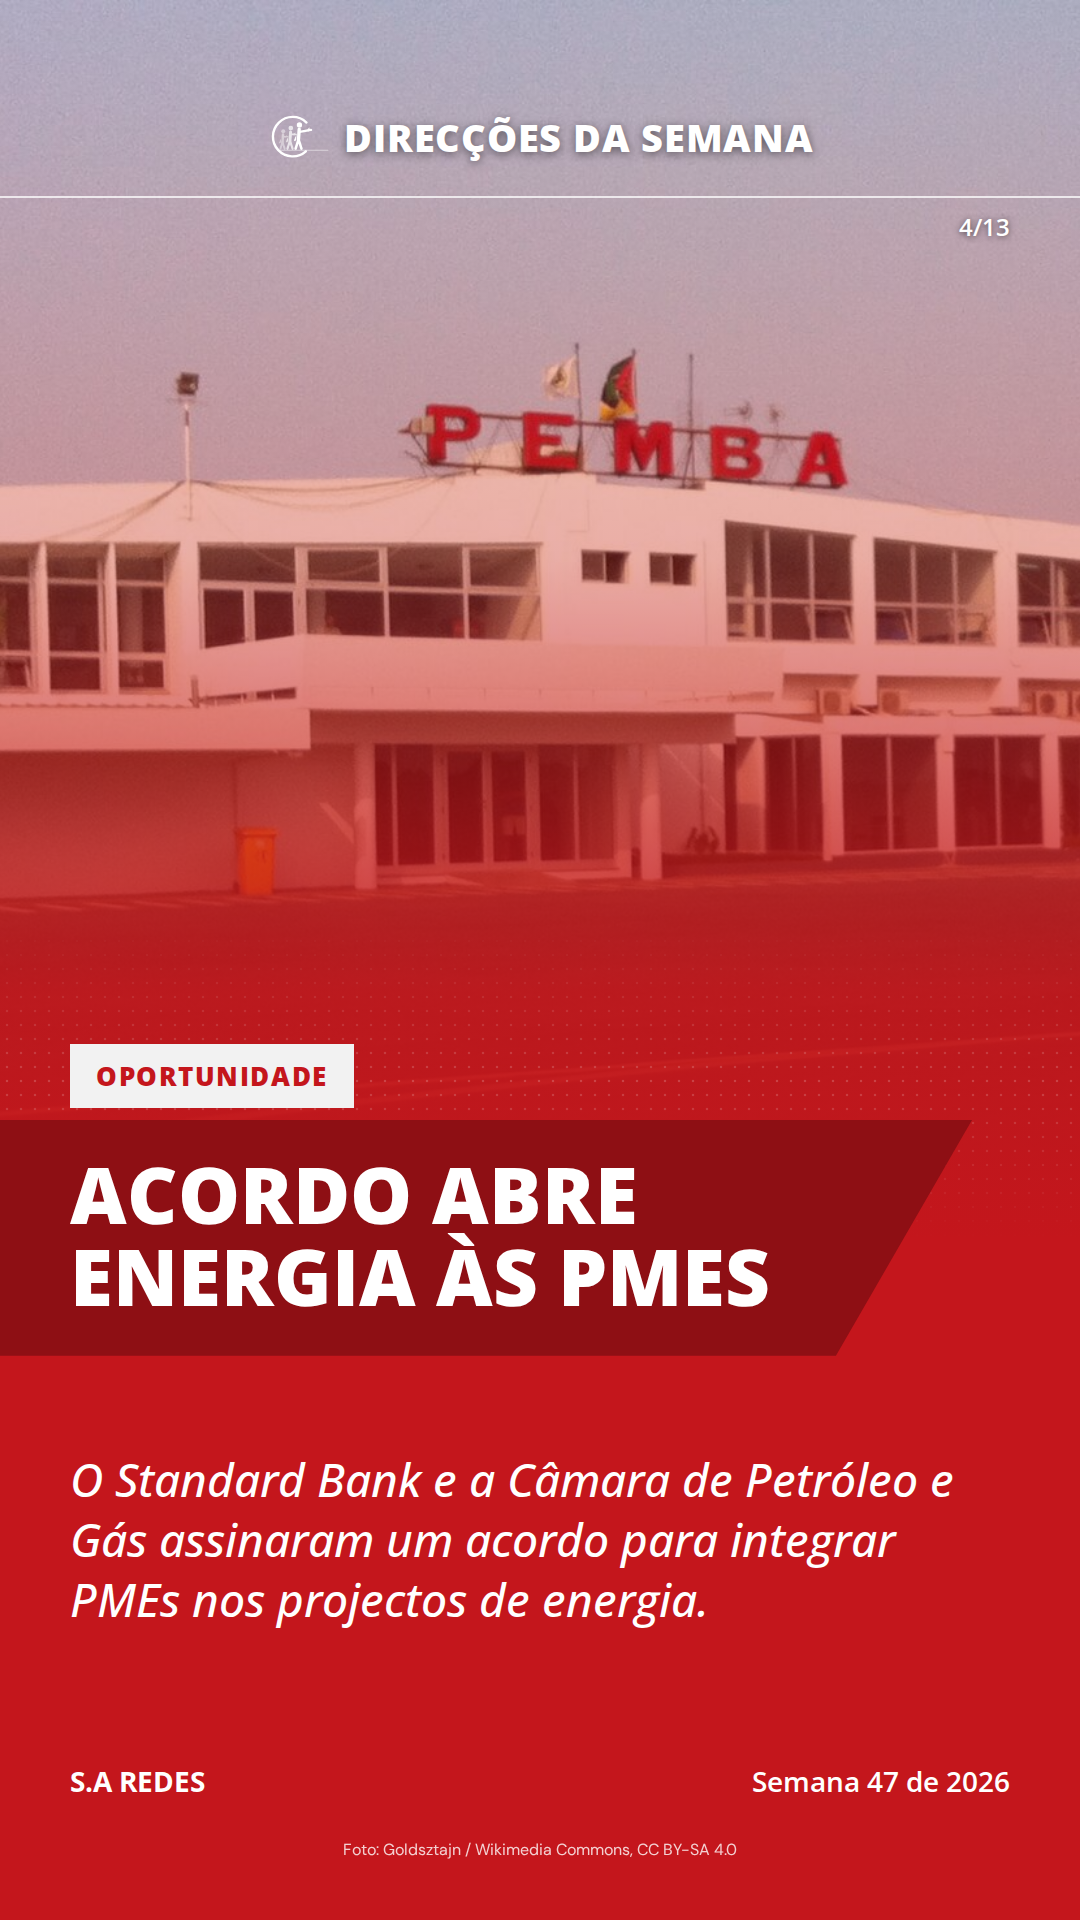 DIRECÇÕES DA SEMANA
4/13
PEMBA
OPORTUNIDADE
ACORDO ABRE
ENERGIA ÀS PMES
O Standard Bank e a Câmara de Petróleo e
Gás assinaram um acordo para integrar
PMEs nos projectos de energia.
S.A REDES
Semana 47 de 2026
Foto: Goldsztajn / Wikimedia Commons, CC BY-SA 4.0